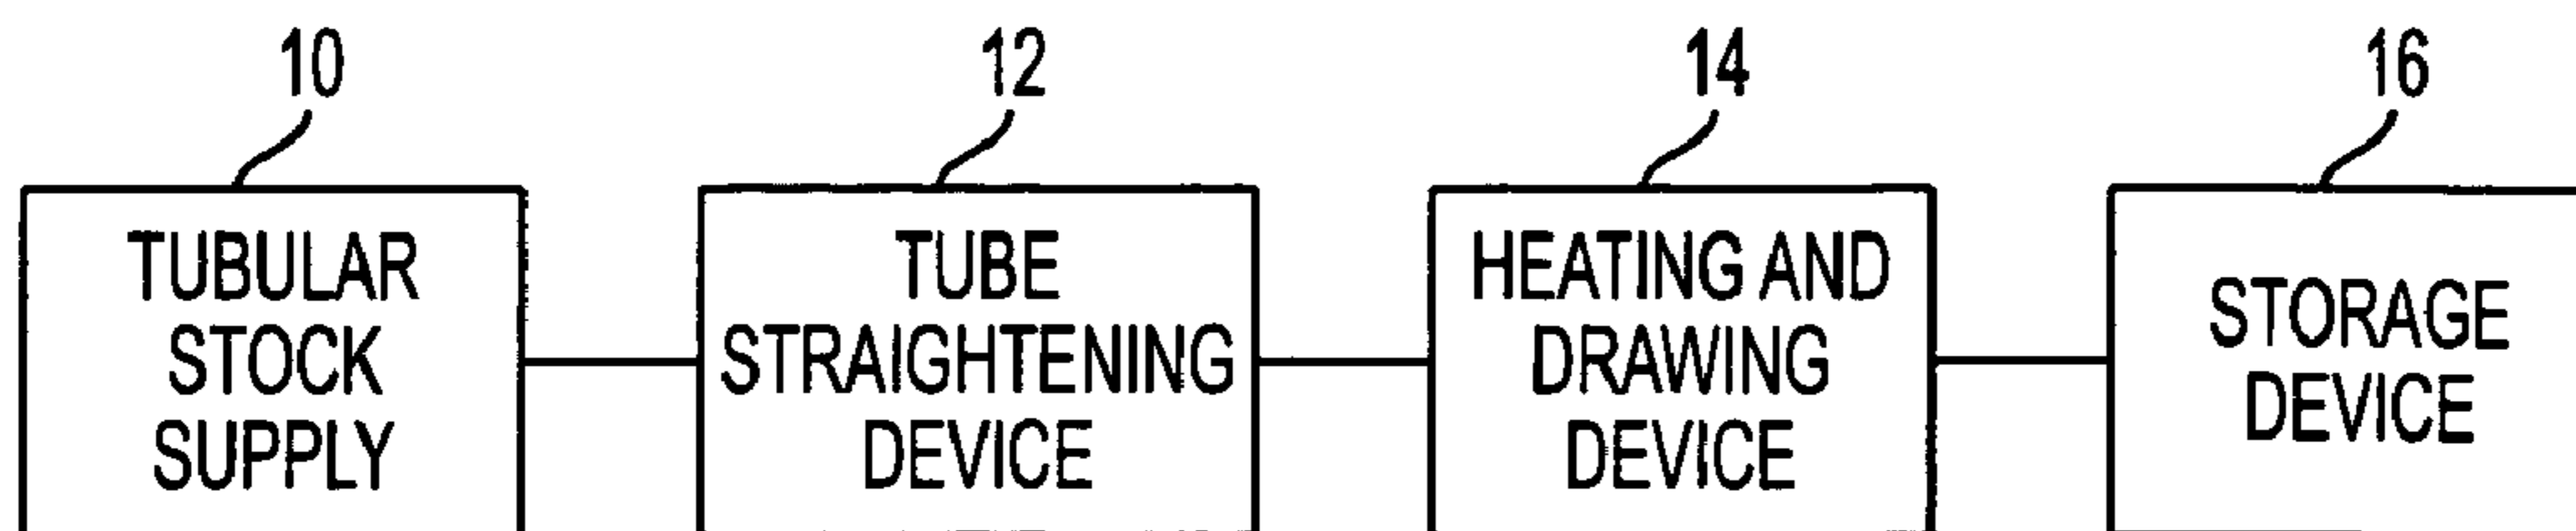 10
12
14
16
TUBULAR
STOCK
SUPPLY
TUBE
STRAIGHTENING
DEVICE
HEATING AND
DRAWING
DEVICE
STORAGE
DEVICE